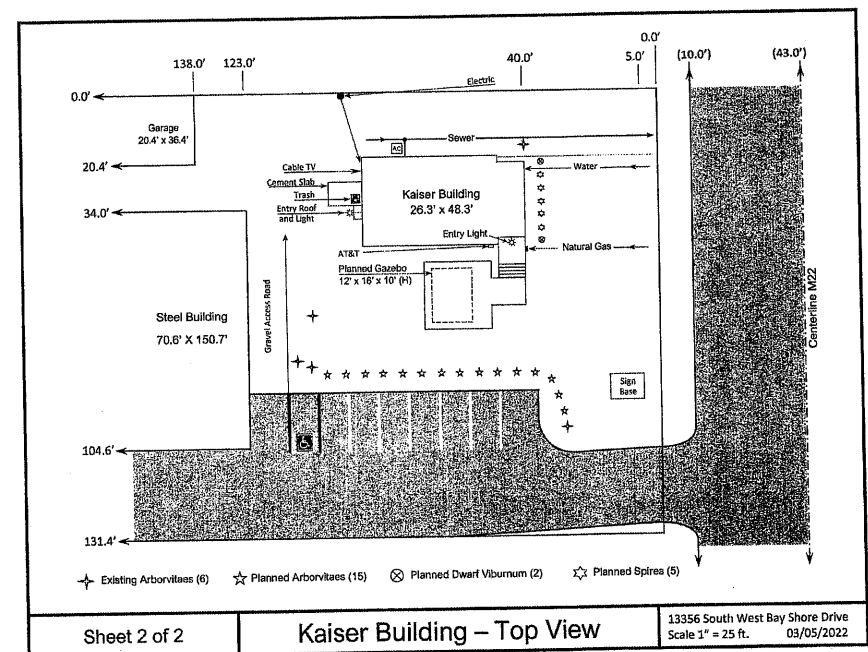 0.0'
138.0'
123.0'
40.0'
5.0'
(10.0')
(43.0')
0.0'
Electric
Garage
20.4' x 36.4'
Sewer
AC
20.4'
Cable TV
Water
Cement Slab
Kaiser Building
26.3' x 48.3'
Trash
34.0'
Entry Roof
and Light
Entry Light
AT&T
Natural Gas
Planned Gazebo
12' x 16' x 10' (H)
Gravel Access Road
Steel Building
70.6' X 150.7'
Centerline M22
Sign
Base
104.6'
131.4'
Existing Arborvitaes (6)
Planned Arborvitaes (15)
Planned Dwarf Viburnum (2)
Planned Spirea (5)
Sheet 2 of 2
Kaiser Building – Top View
13356 South West Bay Shore Drive
Scale 1" = 25 ft. 03/05/2022